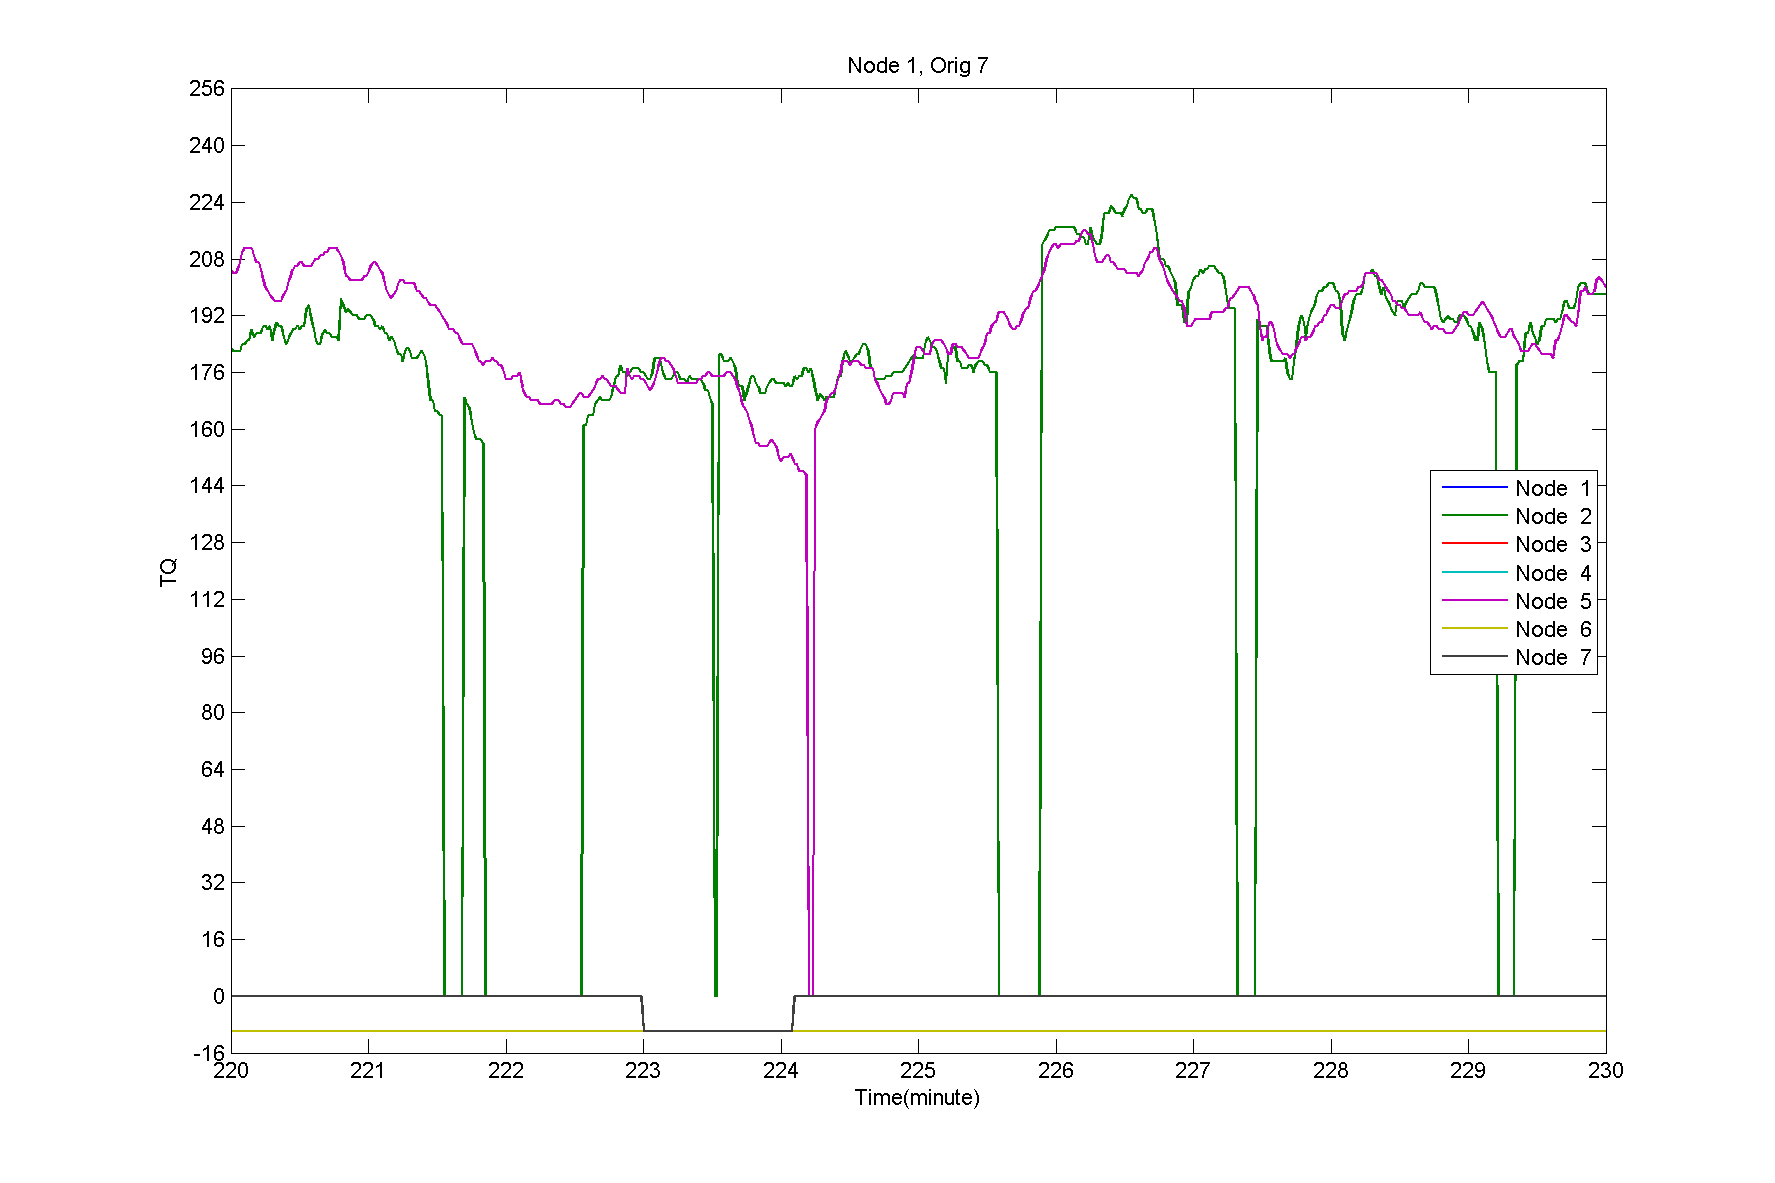 Node 1, Orig 7
256
240
224
208
192
176
160
144
128
112
96
80
64
48
32
16
0
-16
TQ
Node 1
Node 2
Node 3
Node 4
Node 5
Node 6
Node 7
220 221 222 223 224 225 226 227 228 229 230
Time(minute)